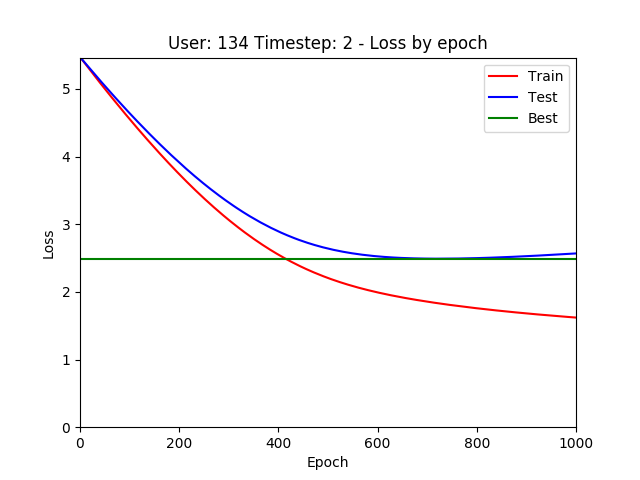 User: 134 Timestep: 2 - Loss by epoch
Train
Test
Best
5
4
3
2
1
0
Loss
0 200 400 600 800 1000
Epoch